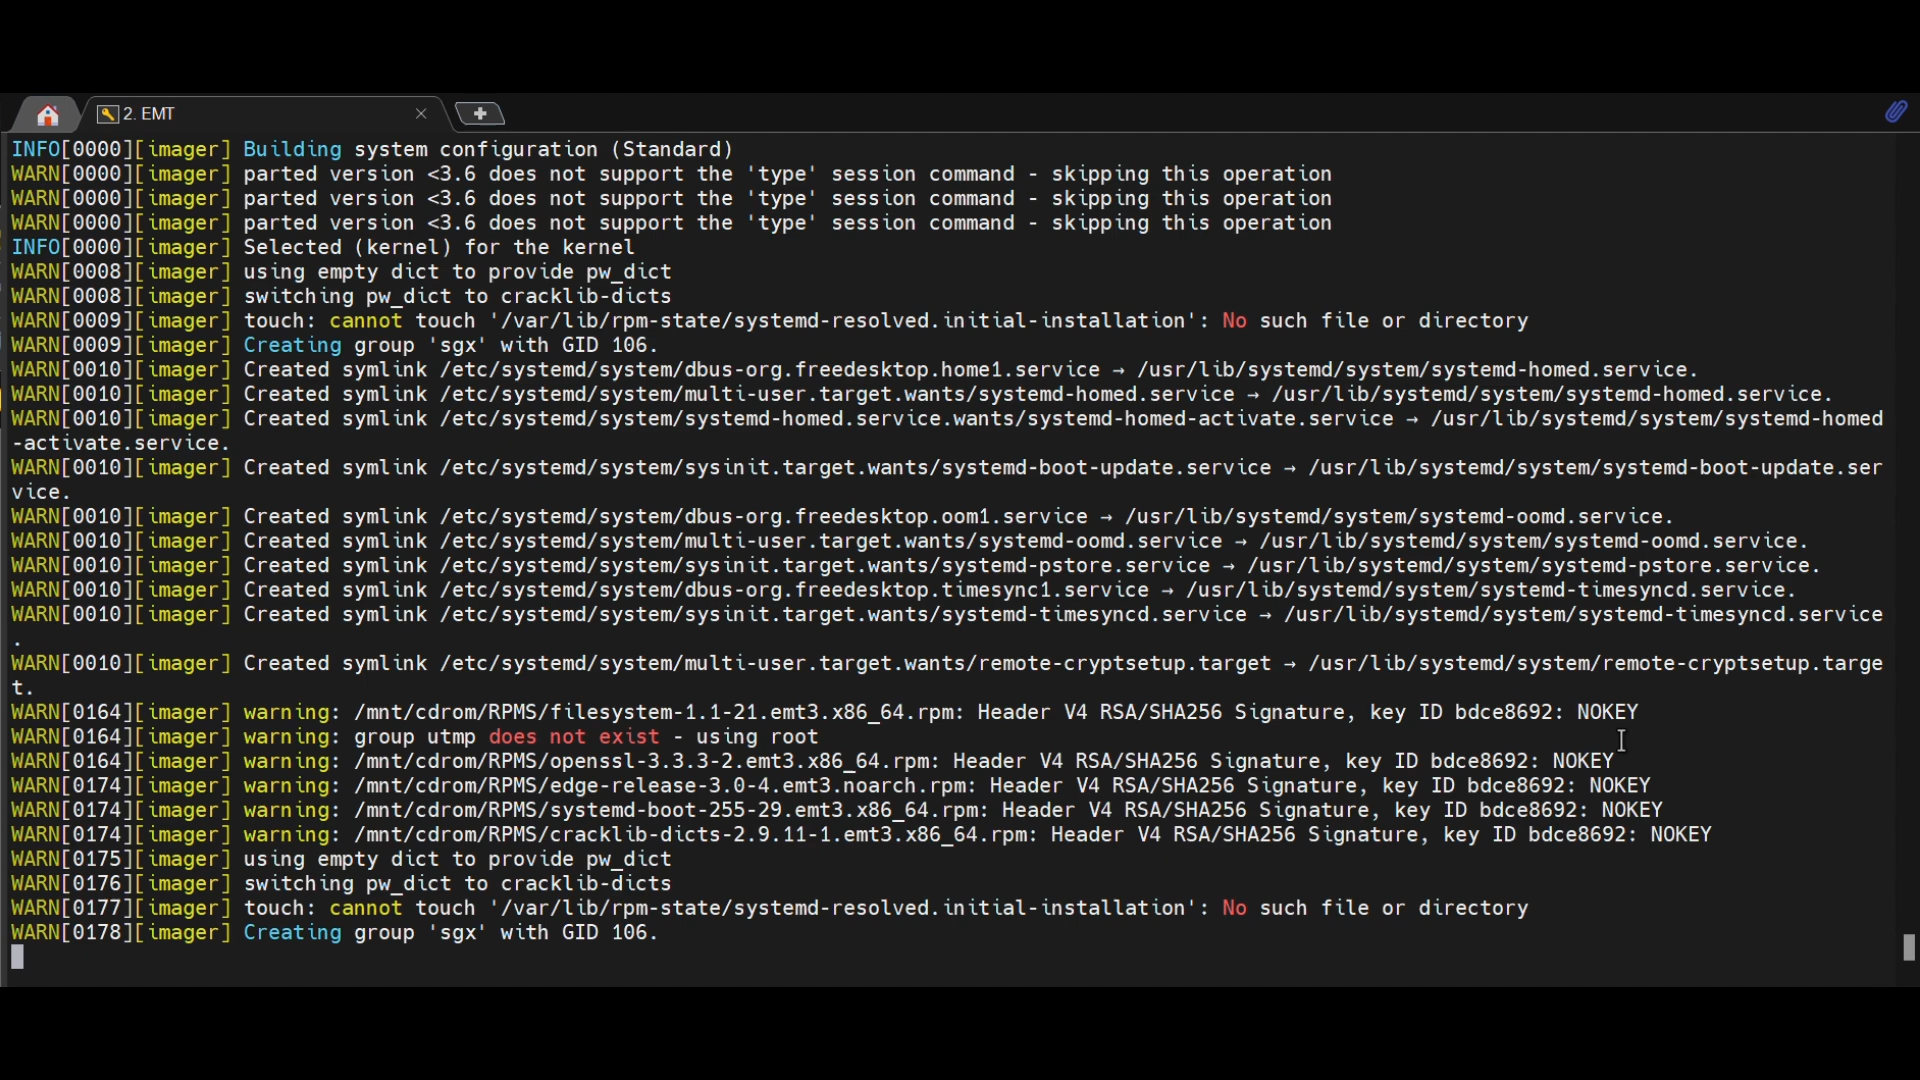 2. EMT
INFO[0000][imager] Building system configuration (Standard)
WARN[0000][imager] parted version <3.6 does not support the 'type' session command - skipping this operation
WARN[0000][imager] parted version <3.6 does not support the 'type' session command - skipping this operation
WARN[0000][imager] parted version <3.6 does not support the 'type' session command - skipping this operation
INFO[0000][imager] Selected (kernel) for the kernel
WARN[0008][imager] using empty dict to provide pw_dict
WARN[0008][imager] switching pw_dict to cracklib-dicts
WARN[0009][imager] touch: cannot touch '/var/lib/rpm-state/systemd-resolved.initial-installation': No such file or directory
WARN[0009][imager] Creating group 'sgx' with GID 106.
WARN[0010][imager] Created symlink /etc/systemd/system/dbus-org.freedesktop.home1.service → /usr/lib/systemd/system/systemd-homed.service.
WARN[0010][imager] Created symlink /etc/systemd/system/multi-user.target.wants/systemd-homed.service → /usr/lib/systemd/system/systemd-homed.service.
WARN[0010][imager] Created symlink /etc/systemd/system/systemd-homed.service.wants/systemd-homed-activate.service → /usr/lib/systemd/system/systemd-homed
-activate.service.
WARN[0010][imager] Created symlink /etc/systemd/system/sysinit.target.wants/systemd-boot-update.service → /usr/lib/systemd/system/systemd-boot-update.ser
vice.
WARN[0010][imager] Created symlink /etc/systemd/system/dbus-org.freedesktop.oom1.service → /usr/lib/systemd/system/systemd-oomd.service.
WARN[0010][imager] Created symlink /etc/systemd/system/multi-user.target.wants/systemd-oomd.service → /usr/lib/systemd/system/systemd-oomd.service.
WARN[0010][imager] Created symlink /etc/systemd/system/sysinit.target.wants/systemd-pstore.service → /usr/lib/systemd/system/systemd-pstore.service.
WARN[0010][imager] Created symlink /etc/systemd/system/dbus-org.freedesktop.timesync1.service → /usr/lib/systemd/system/systemd-timesyncd.service.
WARN[0010][imager] Created symlink /etc/systemd/system/sysinit.target.wants/systemd-timesyncd.service → /usr/lib/systemd/system/systemd-timesyncd.service
.
WARN[0010][imager] Created symlink /etc/systemd/system/multi-user.target.wants/remote-cryptsetup.target → /usr/lib/systemd/system/remote-cryptsetup.targe
t.
WARN[0164][imager] warning: /mnt/cdrom/RPMS/filesystem-1.1-21.emt3.x86_64.rpm: Header V4 RSA/SHA256 Signature, key ID bdce8692: NOKEY
WARN[0164][imager] warning: group utmp does not exist - using root
WARN[0164][imager] warning: /mnt/cdrom/RPMS/openssl-3.3.3-2.emt3.x86_64.rpm: Header V4 RSA/SHA256 Signature, key ID bdce8692: NOKEY
WARN[0174][imager] warning: /mnt/cdrom/RPMS/edge-release-3.0-4.emt3.noarch.rpm: Header V4 RSA/SHA256 Signature, key ID bdce8692: NOKEY
WARN[0174][imager] warning: /mnt/cdrom/RPMS/systemd-boot-255-29.emt3.x86_64.rpm: Header V4 RSA/SHA256 Signature, key ID bdce8692: NOKEY
WARN[0174][imager] warning: /mnt/cdrom/RPMS/cracklib-dicts-2.9.11-1.emt3.x86_64.rpm: Header V4 RSA/SHA256 Signature, key ID bdce8692: NOKEY
WARN[0175][imager] using empty dict to provide pw_dict
WARN[0176][imager] switching pw_dict to cracklib-dicts
WARN[0177][imager] touch: cannot touch '/var/lib/rpm-state/systemd-resolved.initial-installation': No such file or directory
WARN[0178][imager] Creating group 'sgx' with GID 106.